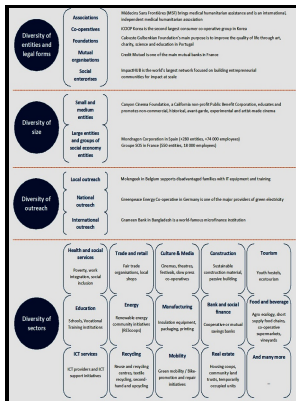 Diversity of
entities and
legal forms
Associations
Médecins Sans Frontières (MSF) brings medical humanitarian assistance and is an international,
independent medical humanitarian association
Co-operatives
iCOOP Korea is the second largest consumer co-operative group in Korea
Foundations
Calouste Gulbenkian Foundation's main purpose is to improve the quality of life through art,
charity, science and education in Portugal
Mutual
organisations
Credit Mutuel is one of the main mutual banks in France
Social
enterprises
ImpactHUB is the world's largest network focused on building entrepreneurial
communities for impact at scale
Diversity
of size
Small and
medium
entities
Canyon Cinema Foundation, a California non-profit Public Benefit Corporation, educates and
promotes non-commercial, historical, avant-garde, experimental and artist-made cinema
Large entities
and groups of
social economy
entities
Mondragon Corporation in Spain (+289 entities, +74 000 employees)
Groupe SOS in France (550 entities, 18 000 employees)
Diversity of
outreach
Local outreach
Molengeek in Belgium supports disadvantaged families with IT equipment and training
National
outreach
Greenpeace Energy Co-operative in Germany is one of the major providers of green electricity
International
outreach
Grameen Bank in Bangladesh is a world-famous microfinance institution
Diversity of
sectors
Health and social
services
Poverty, work
integration, social
inclusion
Trade and retail
Fair trade
organisations, local
shops
Culture & Media
Cinemas, theatres,
festivals, slow press
co-operatives
Construction
Sustainable
construction material,
passive building
Tourism
Youth hostels,
ecotourism
Education
Schools, Vocational
Training institutions
Energy
Renewable energy
community initiatives
(REScoops)
Manufacturing
Insulation equipment,
packaging, printing
Bank and social
finance
Cooperative or mutual
savings banks
Food and beverage
Agro ecology, short
supply food chains,
co-operative
supermarkets,
vineyards
ICT services
ICT providers and ICT
support initiatives
Recycling
Reuse and recycling
centres, textile
recycling, second-
hand and upcycling
Mobility
Green mobility / bike-
promotion and repair
initiatives
Real estate
Housing coops,
community land
trusts, temporarily
occupied units
And many more
...